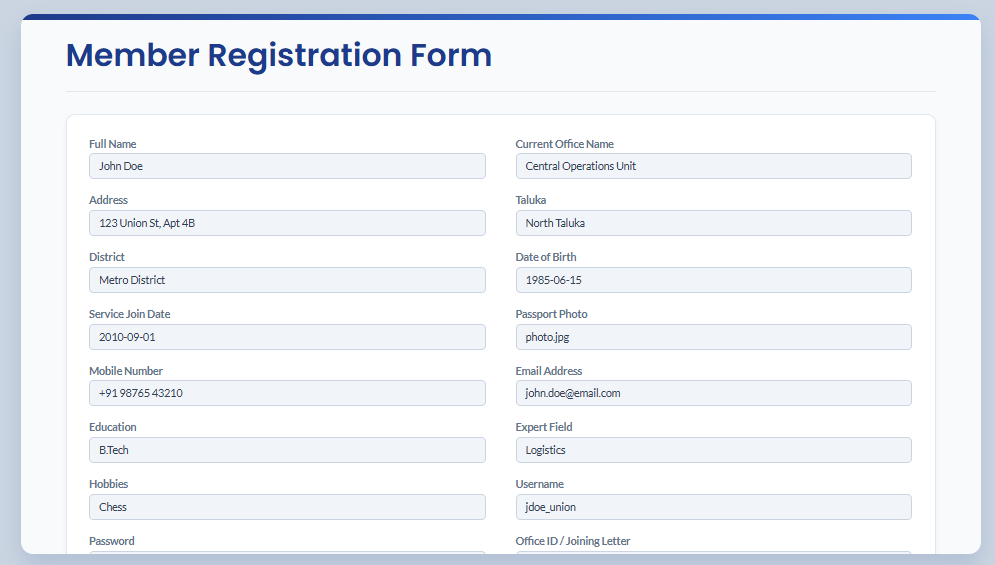 Member Registration Form
Full Name
Current Office Name
John Doe
Central Operations Unit
Address
Taluka
123 Union St, Apt 4B
North Taluka
District
Date of Birth
Metro District
1985-06-15
Service Join Date
Passport Photo
2010-09-01
photo.jpg
Mobile Number
Email Address
+91 98765 43210
john.doe@email.com
Education
Expert Field
B.Tech
Logistics
Hobbies
Username
Chess
jdoe_union
Password
Office ID / Joining Letter